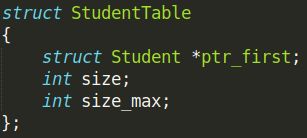 struct StudentTable
{
    struct Student *ptr_first;
    int size;
    int size_max;
};